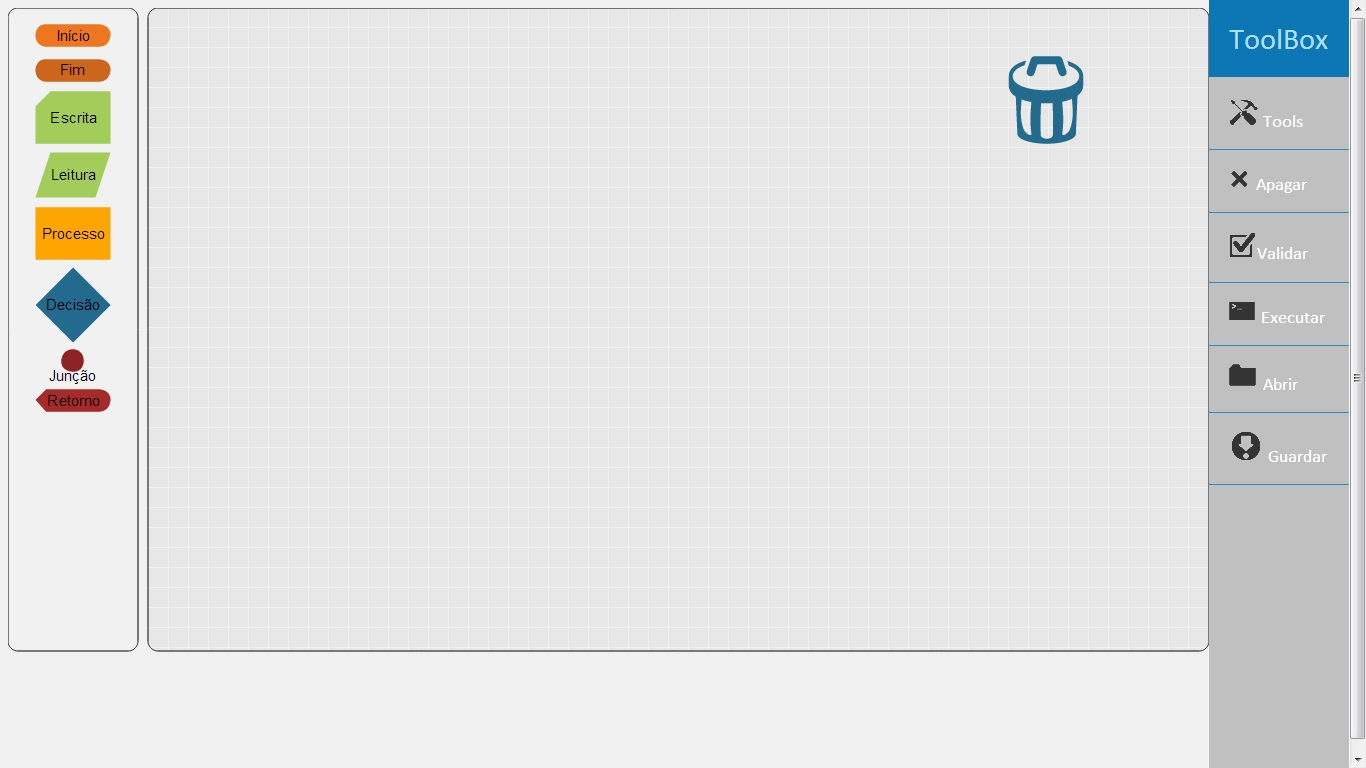 Início
Fim
Escrita
Leitura
Processo
Decisão
Junção
Retorno
ToolBox
Tools
Apagar
Validar
Executar
Abrir
Guardar